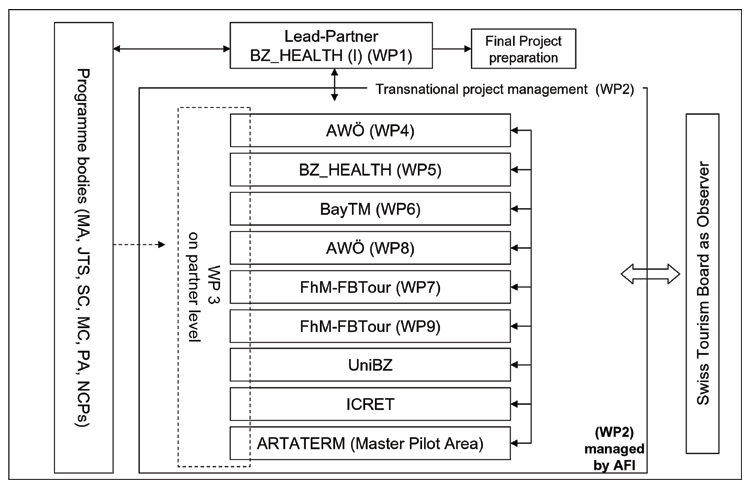 Lead-Partner
BZ_HEALTH (I) (WP1)
Final Project
preparation
Transnational project management (WP2)
Programme bodies (MA, JTS, SC, MC, PA, NCPs)
WP 3
on partner level
AWÖ (WP4)
BZ_HEALTH (WP5)
BayTM (WP6)
AWÖ (WP8)
FhM-FBTour (WP7)
FhM-FBTour (WP9)
UniBZ
ICRET
ARTATERM (Master Pilot Area)
(WP2)
managed
by AFI
Swiss Tourism Board as Observer